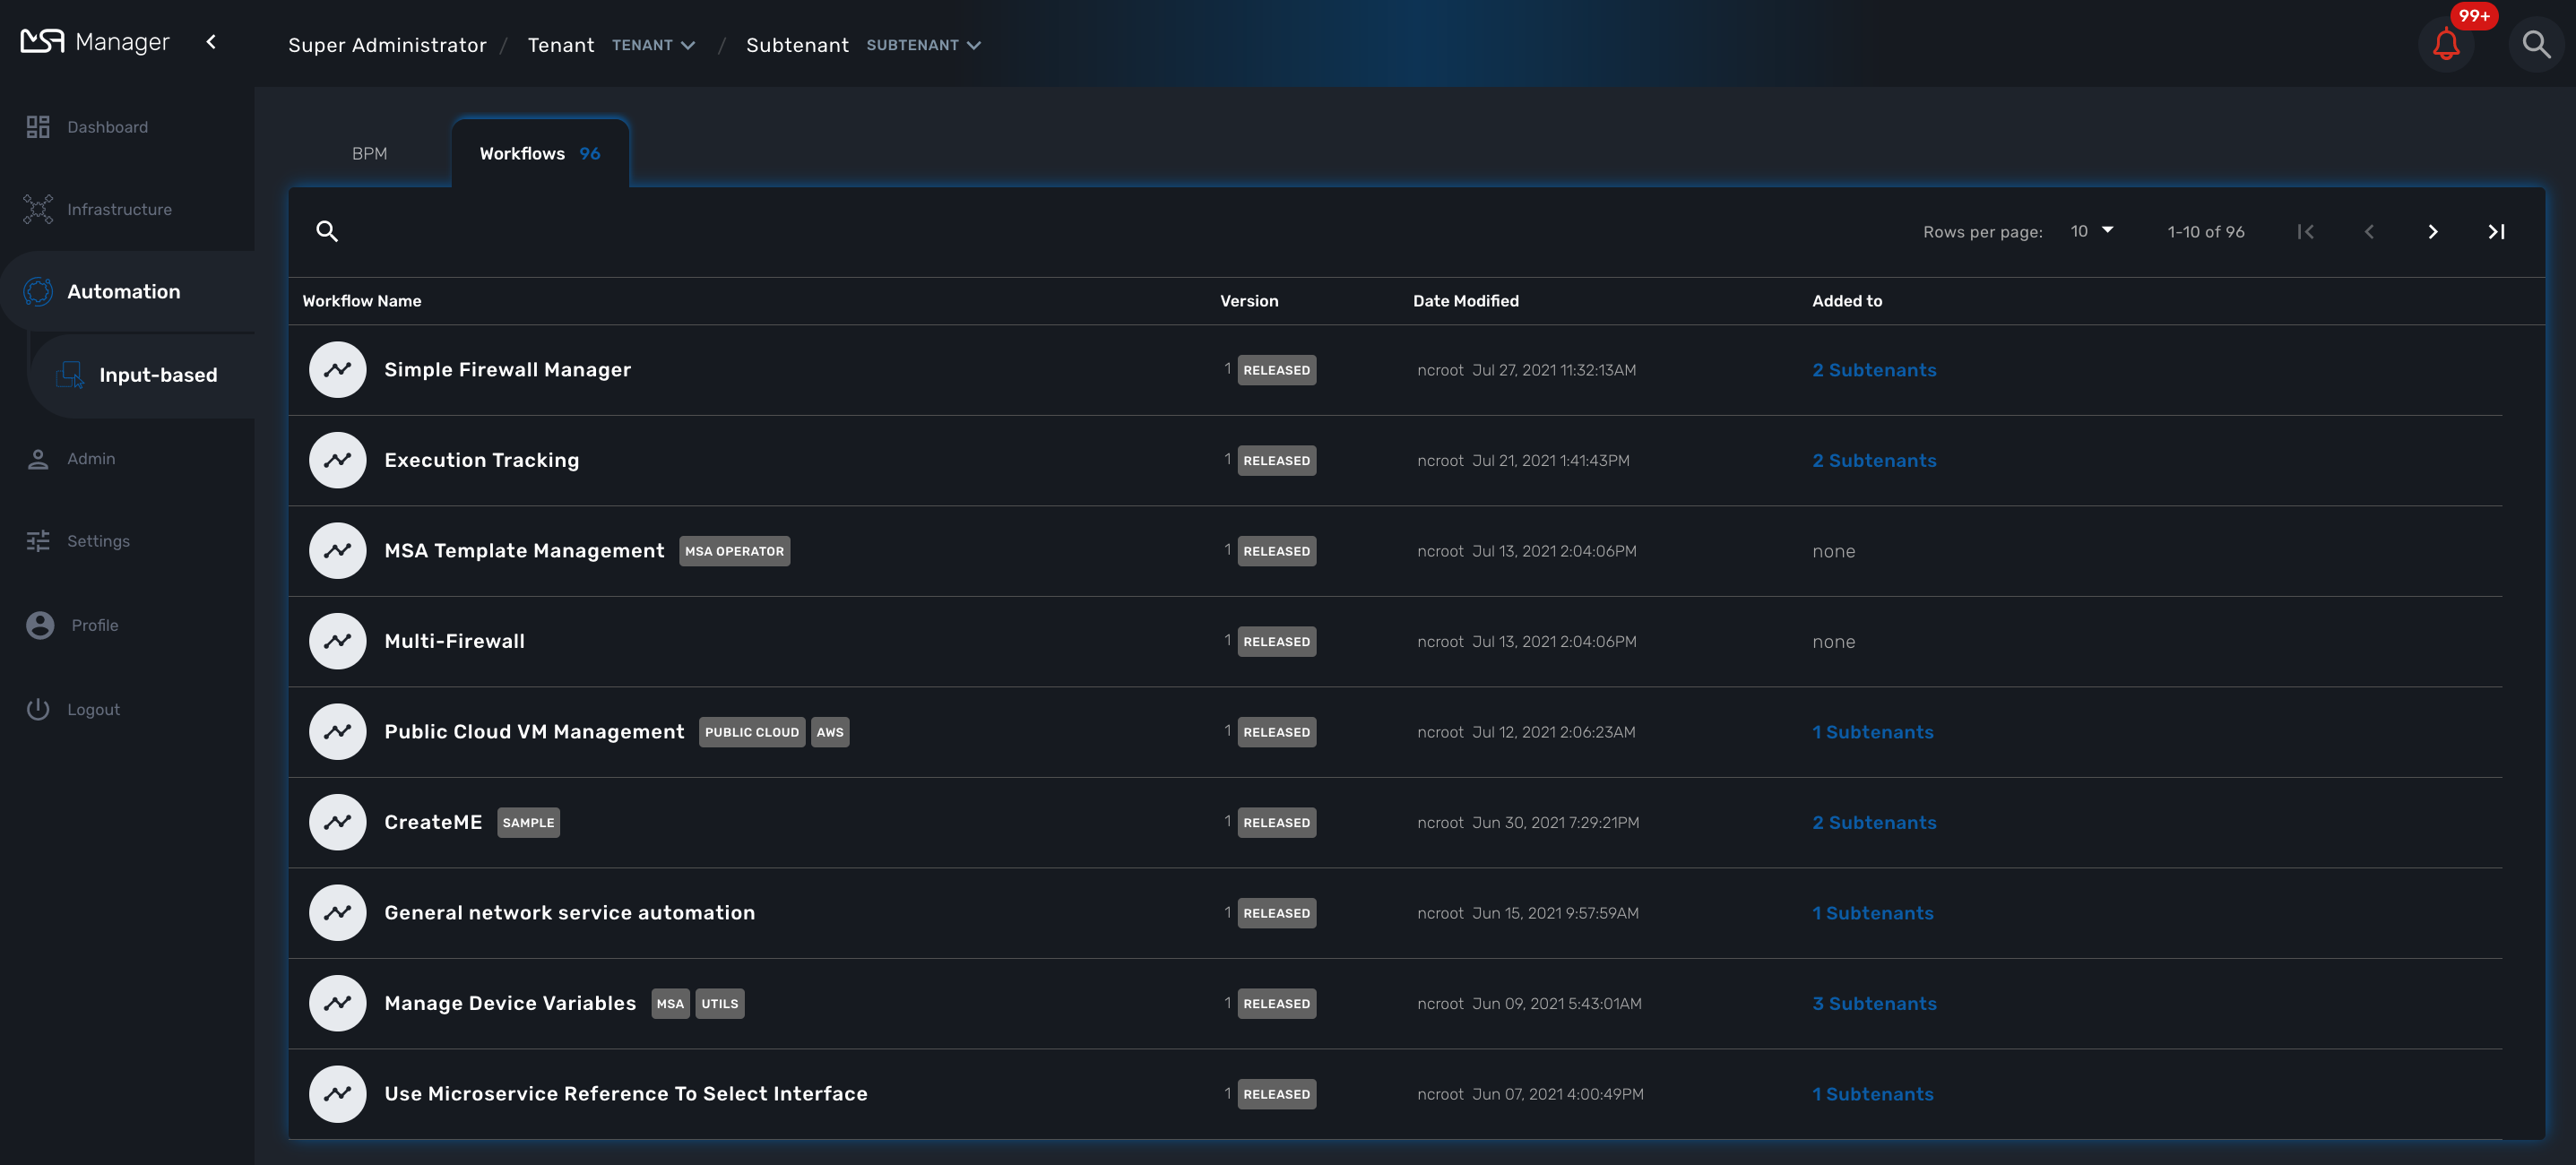 MSA Manager
Super Administrator / Tenant TENANT / Subtenant SUBTENANT
99+
Dashboard
Infrastructure
Automation
Input-based
Admin
Settings
Profile
Logout
BPM
Workflows 96
Rows per page: 10 1-10 of 96
Workflow Name Version Date Modified Added to
Simple Firewall Manager 1 RELEASED ncroot Jul 27, 2021 11:32:13AM 2 Subtenants
Execution Tracking 1 RELEASED ncroot Jul 21, 2021 1:41:43PM 2 Subtenants
MSA Template Management MSA OPERATOR 1 RELEASED ncroot Jul 13, 2021 2:04:06PM none
Multi-Firewall 1 RELEASED ncroot Jul 13, 2021 2:04:06PM none
Public Cloud VM Management PUBLIC CLOUD AWS 1 RELEASED ncroot Jul 12, 2021 2:06:23AM 1 Subtenants
CreateME SAMPLE 1 RELEASED ncroot Jun 30, 2021 7:29:21PM 2 Subtenants
General network service automation 1 RELEASED ncroot Jun 15, 2021 9:57:59AM 1 Subtenants
Manage Device Variables MSA UTILS 1 RELEASED ncroot Jun 09, 2021 5:43:01AM 3 Subtenants
Use Microservice Reference To Select Interface 1 RELEASED ncroot Jun 07, 2021 4:00:49PM 1 Subtenants